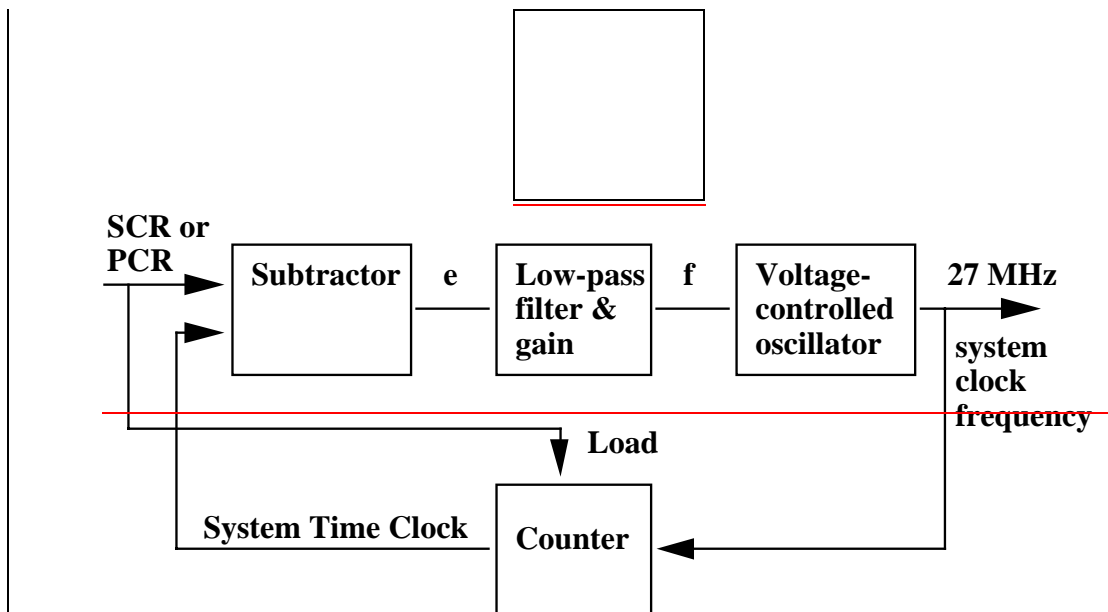 SCR or
PCR
Subtractor
e
Low-pass
filter &
gain
f
Voltage-
controlled
oscillator
27 MHz
system
clock
frequency
Load
System Time Clock
Counter